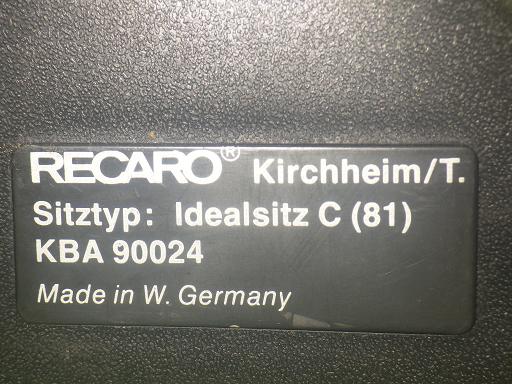 RECARO® Kirchheim/T.
Sitztyp: Idealsitz C (81)
KBA 90024
Made in W. Germany